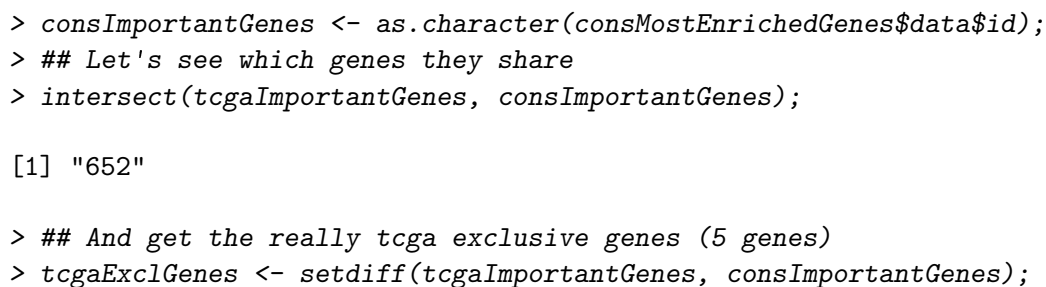 > consImportantGenes <- as.character(consMostEnrichedGenes$data$id);
> ## Let's see which genes they share
> intersect(tcgaImportantGenes, consImportantGenes);
[1] "652"
> ## And get the really tcga exclusive genes (5 genes)
> tcgaExclGenes <- setdiff(tcgaImportantGenes, consImportantGenes);